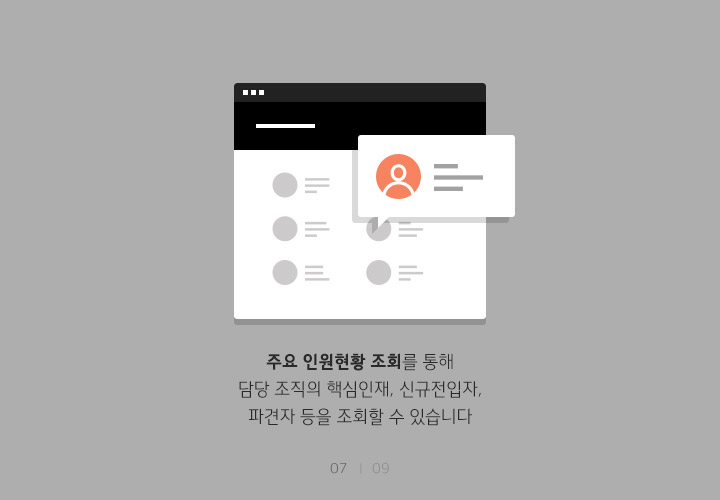 주요 인원현황 조회를 통해
담당 조직의 핵심인재, 신규전입자,
파견자 등을 조회할 수 있습니다
07 | 09